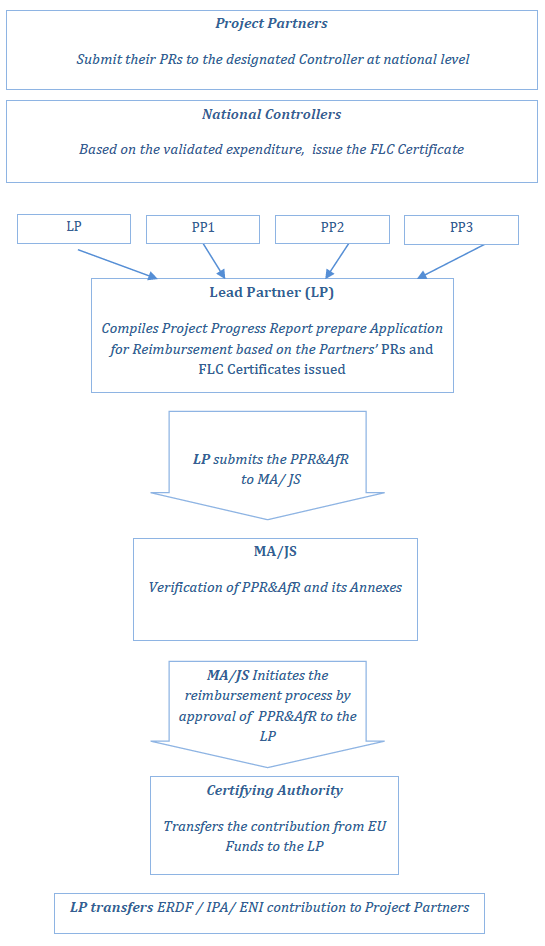 Project Partners
Submit their PRs to the designated Controller at national level
National Controllers
Based on the validated expenditure, issue the FLC Certificate
LP
PP1
PP2
PP3
Lead Partner (LP)
Compiles Project Progress Report prepare Application
for Reimbursement based on the Partners' PRs and
FLC Certificates issued
LP submits the PPR&AfR
to MA/ JS
MA/JS
Verification of PPR&AfR and its Annexes
MA/JS Initiates the
reimbursement process by
approval of PPR&AfR to the
LP
Certifying Authority
Transfers the contribution from EU
Funds to the LP
LP transfers ERDF / IPA/ ENI contribution to Project Partners